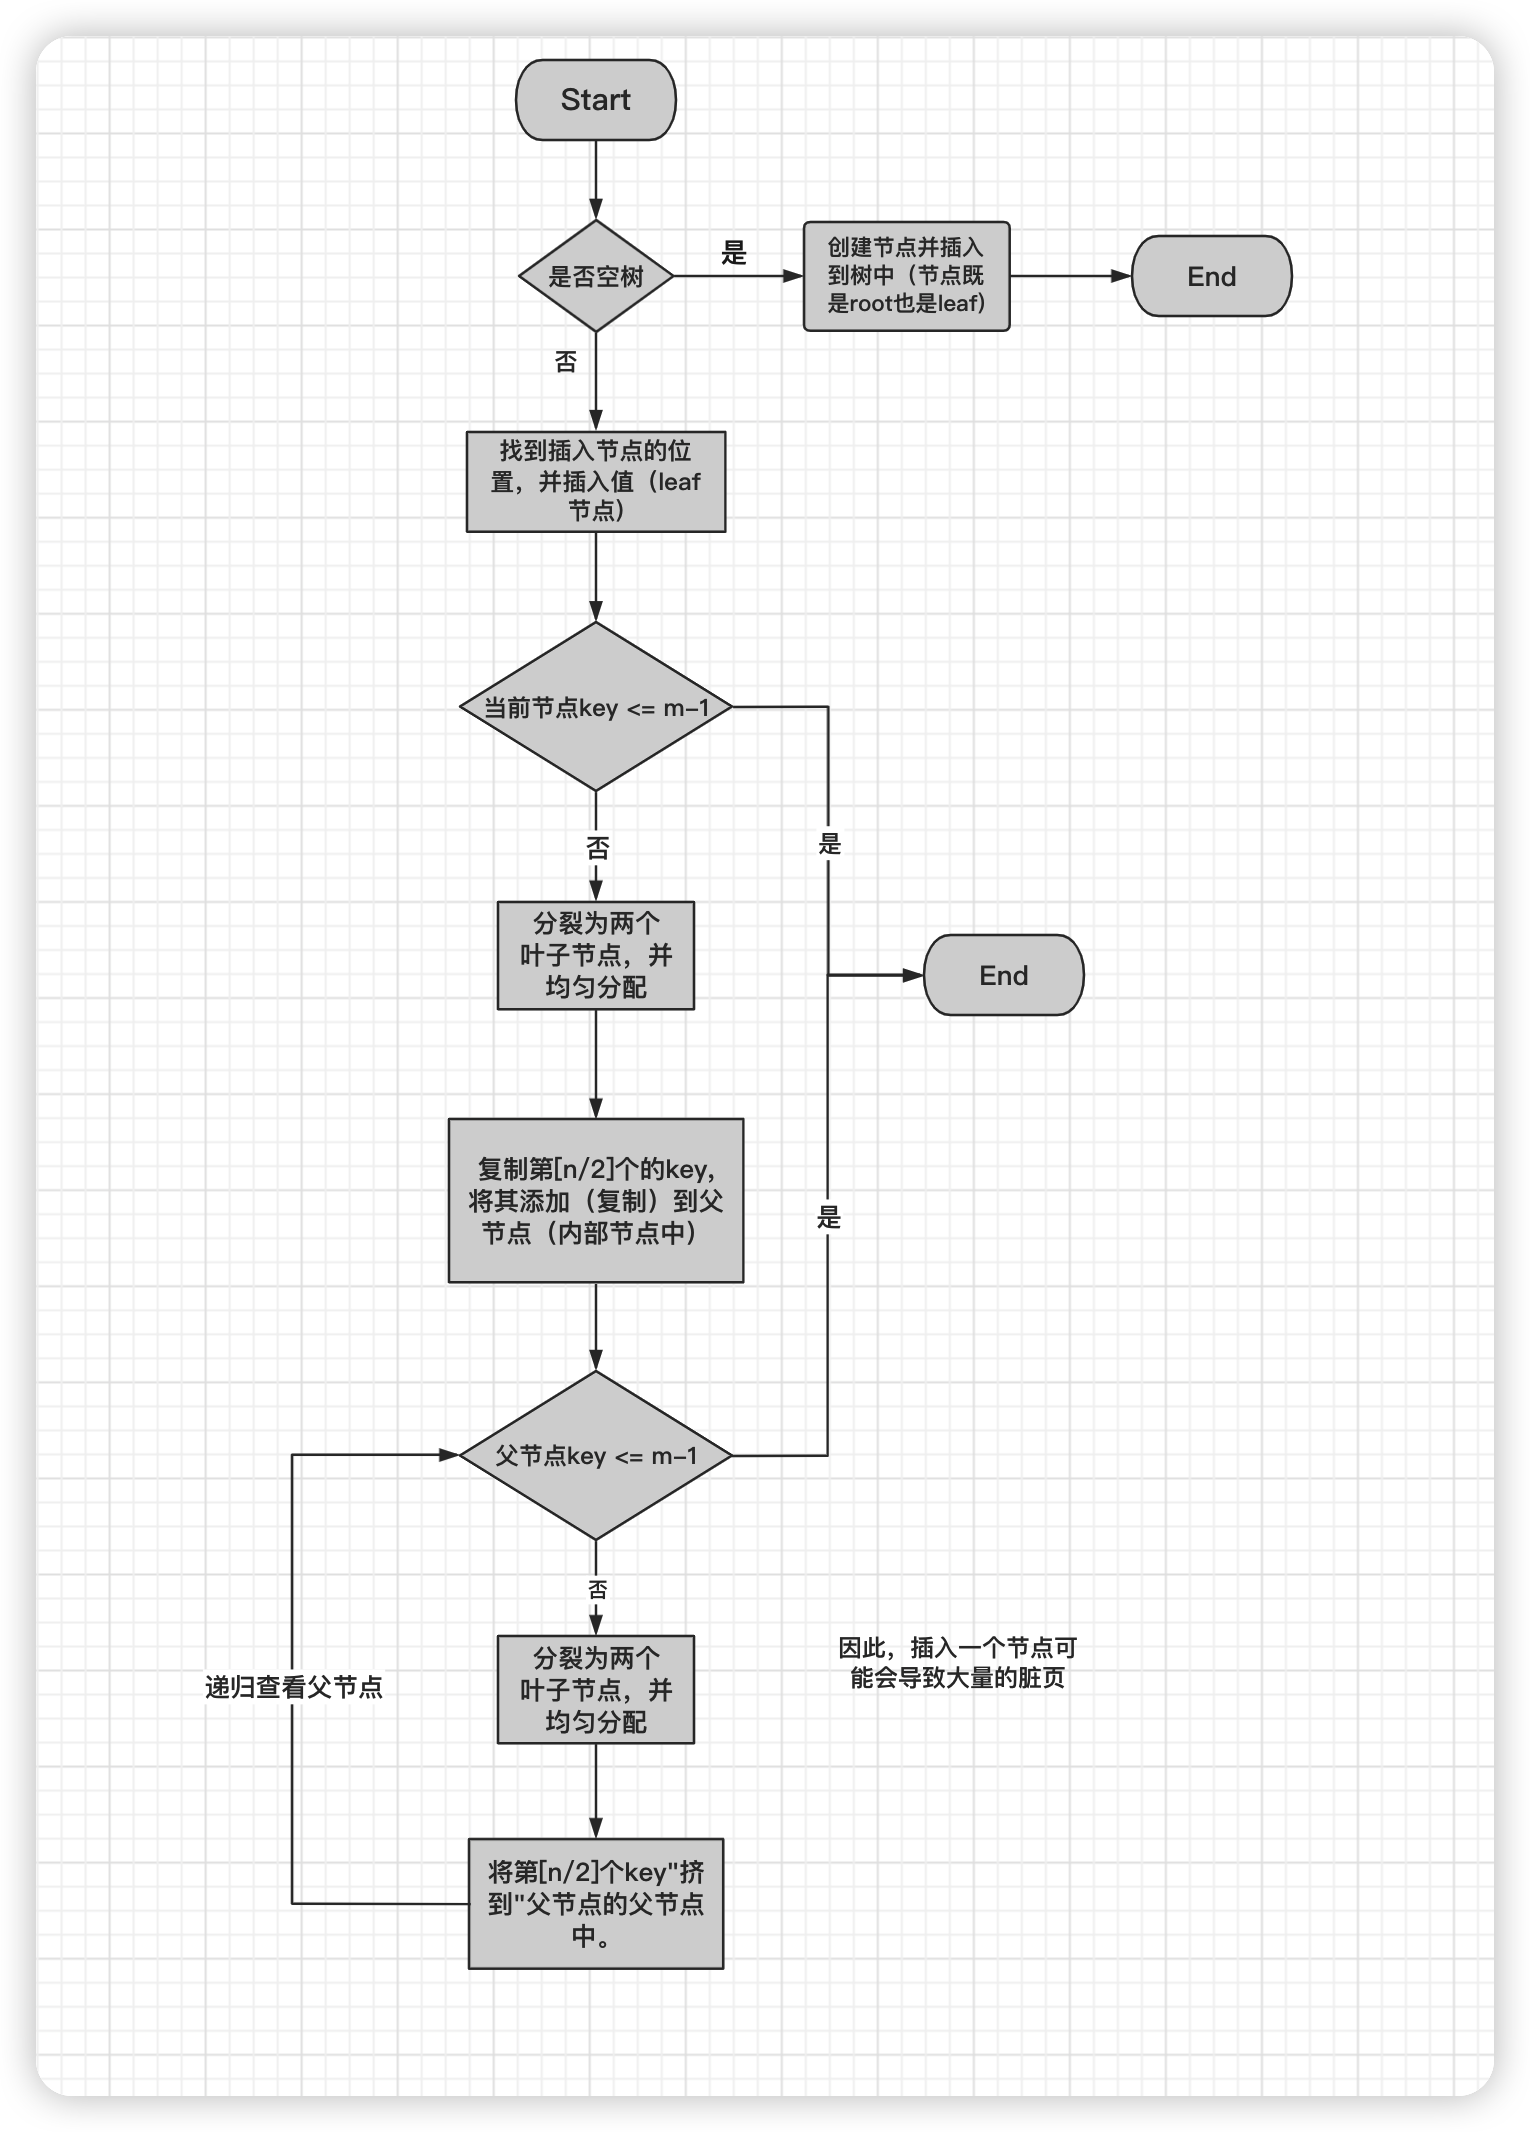 Start
是否空树
是
创建节点并插入
到树中（节点既
是root也是leaf）
End
否
找到插入节点的位
置，并插入值（leaf
节点）
当前节点key <= m-1
否
是
分裂为两个
叶子节点，并
均匀分配
End
复制第[n/2]个的key,
将其添加（复制）到父
节点（内部节点中）
是
父节点key <= m-1
否
因此，插入一个节点可
能会导致大量的脏页
分裂为两个
叶子节点，并
均匀分配
递归查看父节点
将第[n/2]个key"挤
到"父节点的父节点
中。